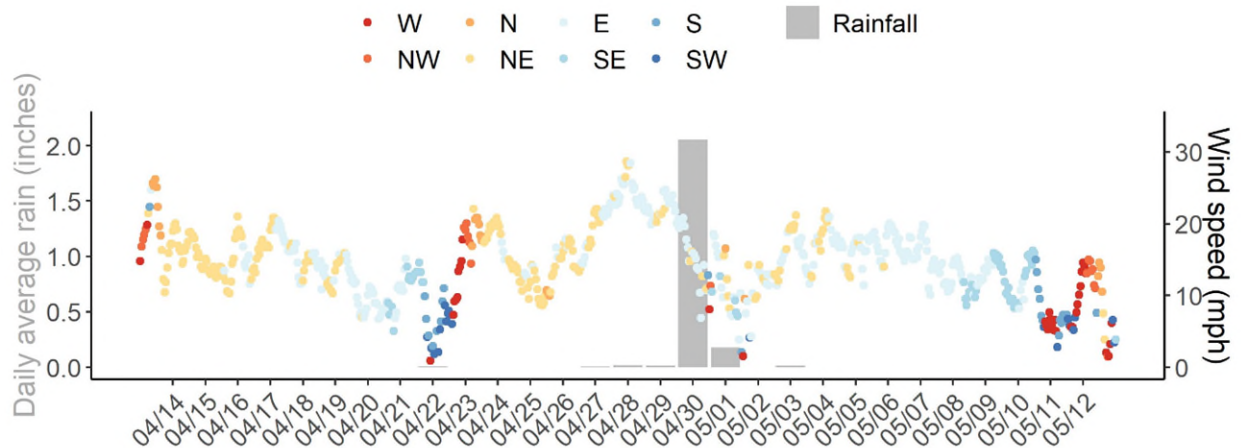 W N E S Rainfall
NW NE SE SW
Daily average rain (inches)
2.0
1.5
1.0
0.5
0.0
30
20
10
0
Wind speed (mph)
04/14 04/15 04/16 04/17 04/18 04/19 04/20 04/21 04/22 04/23 04/24 04/25 04/26 04/27 04/28 04/29 04/30 05/01 05/02 05/03 05/04 05/05 05/06 05/07 05/08 05/09 05/10 05/11 05/12